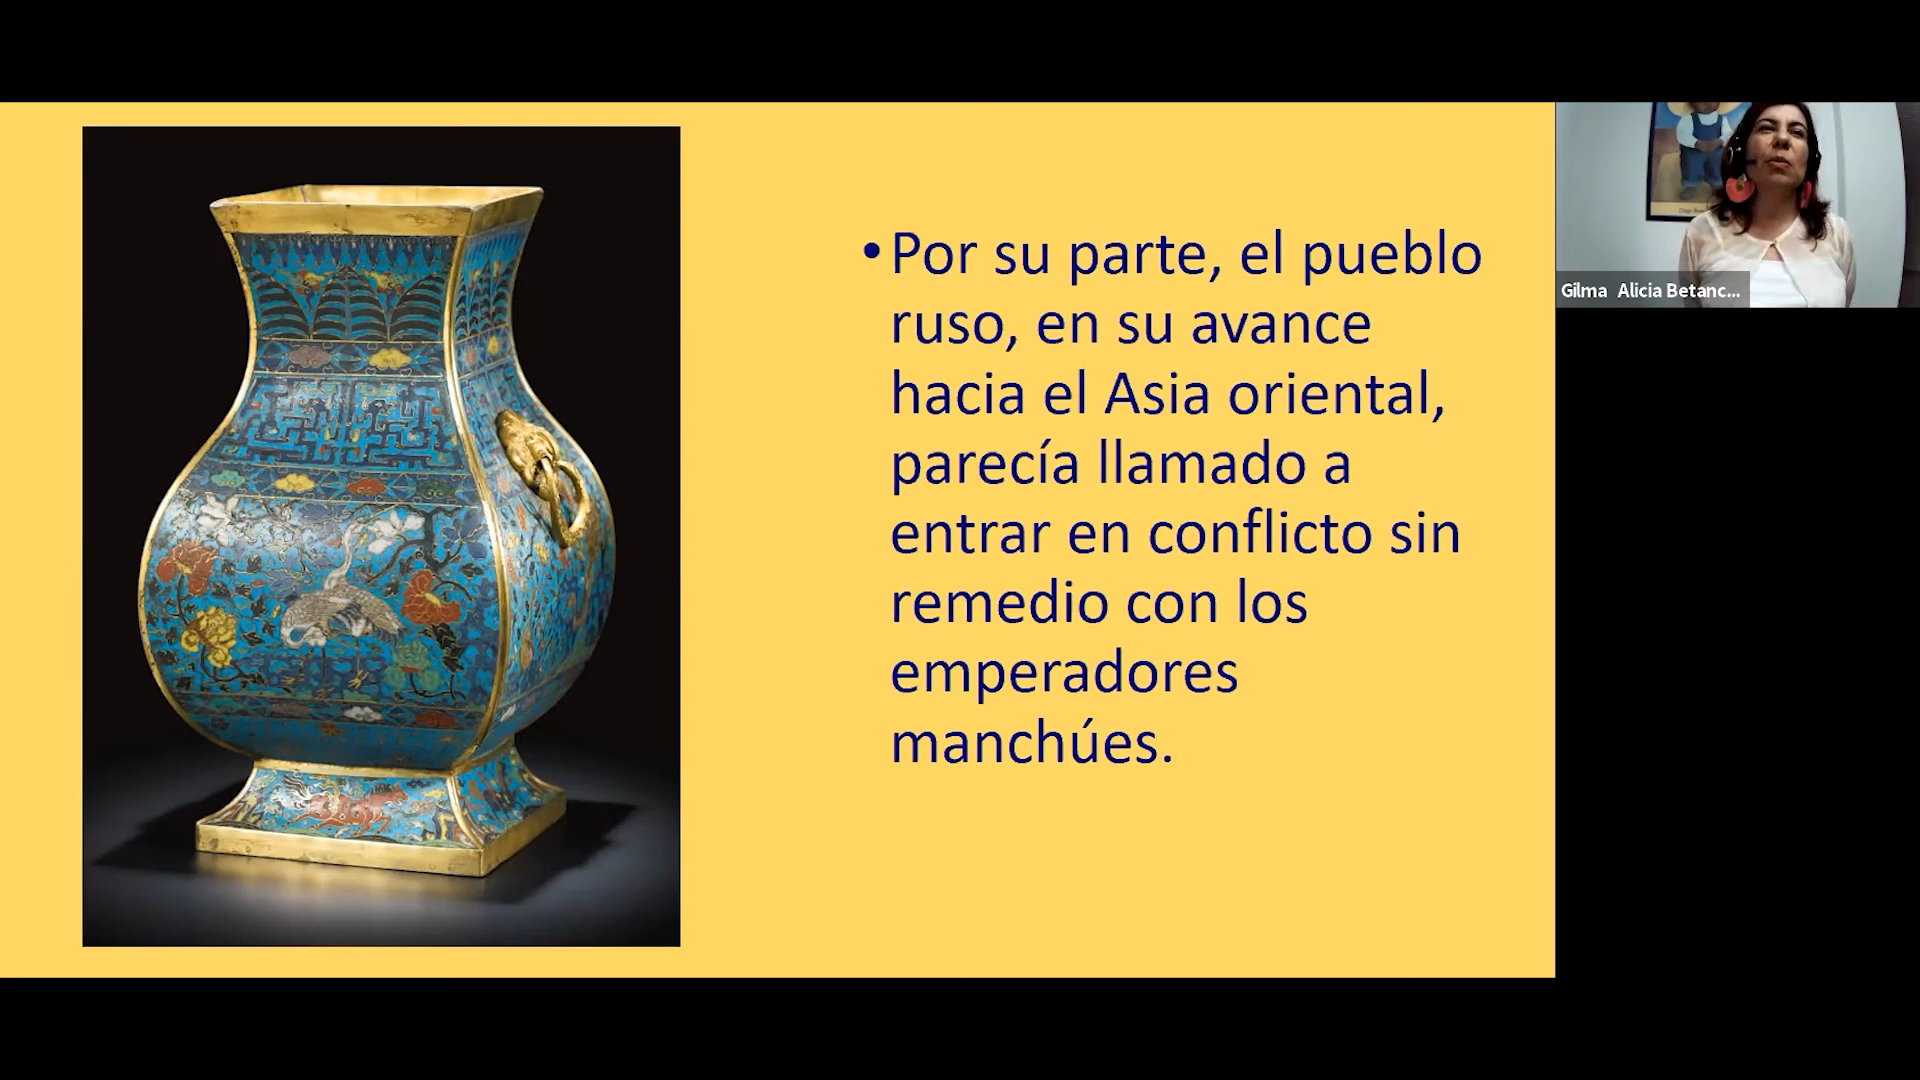 • Por su parte, el pueblo
ruso, en su avance
hacia el Asia oriental,
parecía llamado a
entrar en conflicto sin
remedio con los
emperadores
manchúes.
Gilma Alicia Betanc...